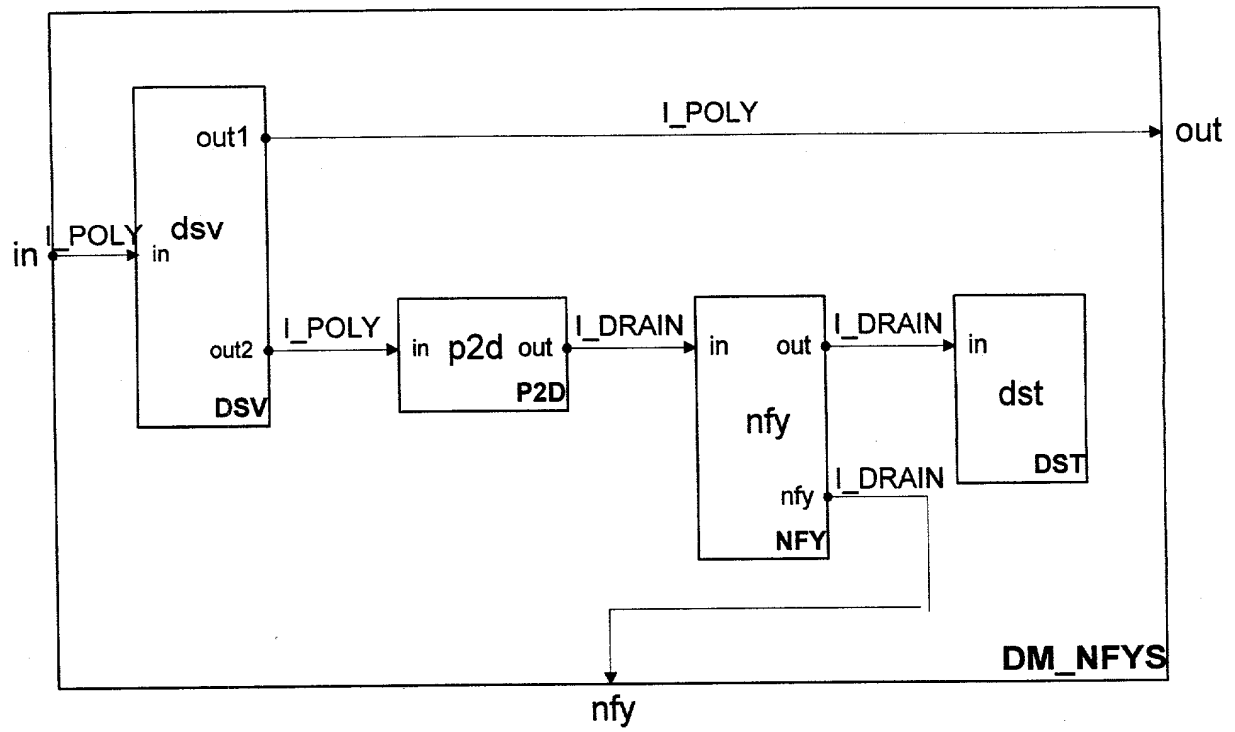 I_POLY
out1
out
dsv
I_POLY
in
in
I_POLY
I_DRAIN
I_DRAIN
out2
in
p2d
out
in
out
in
P2D
DSV
dst
nfy
DST
I_DRAIN
nfy
NFY
DM_NFYS
nfy